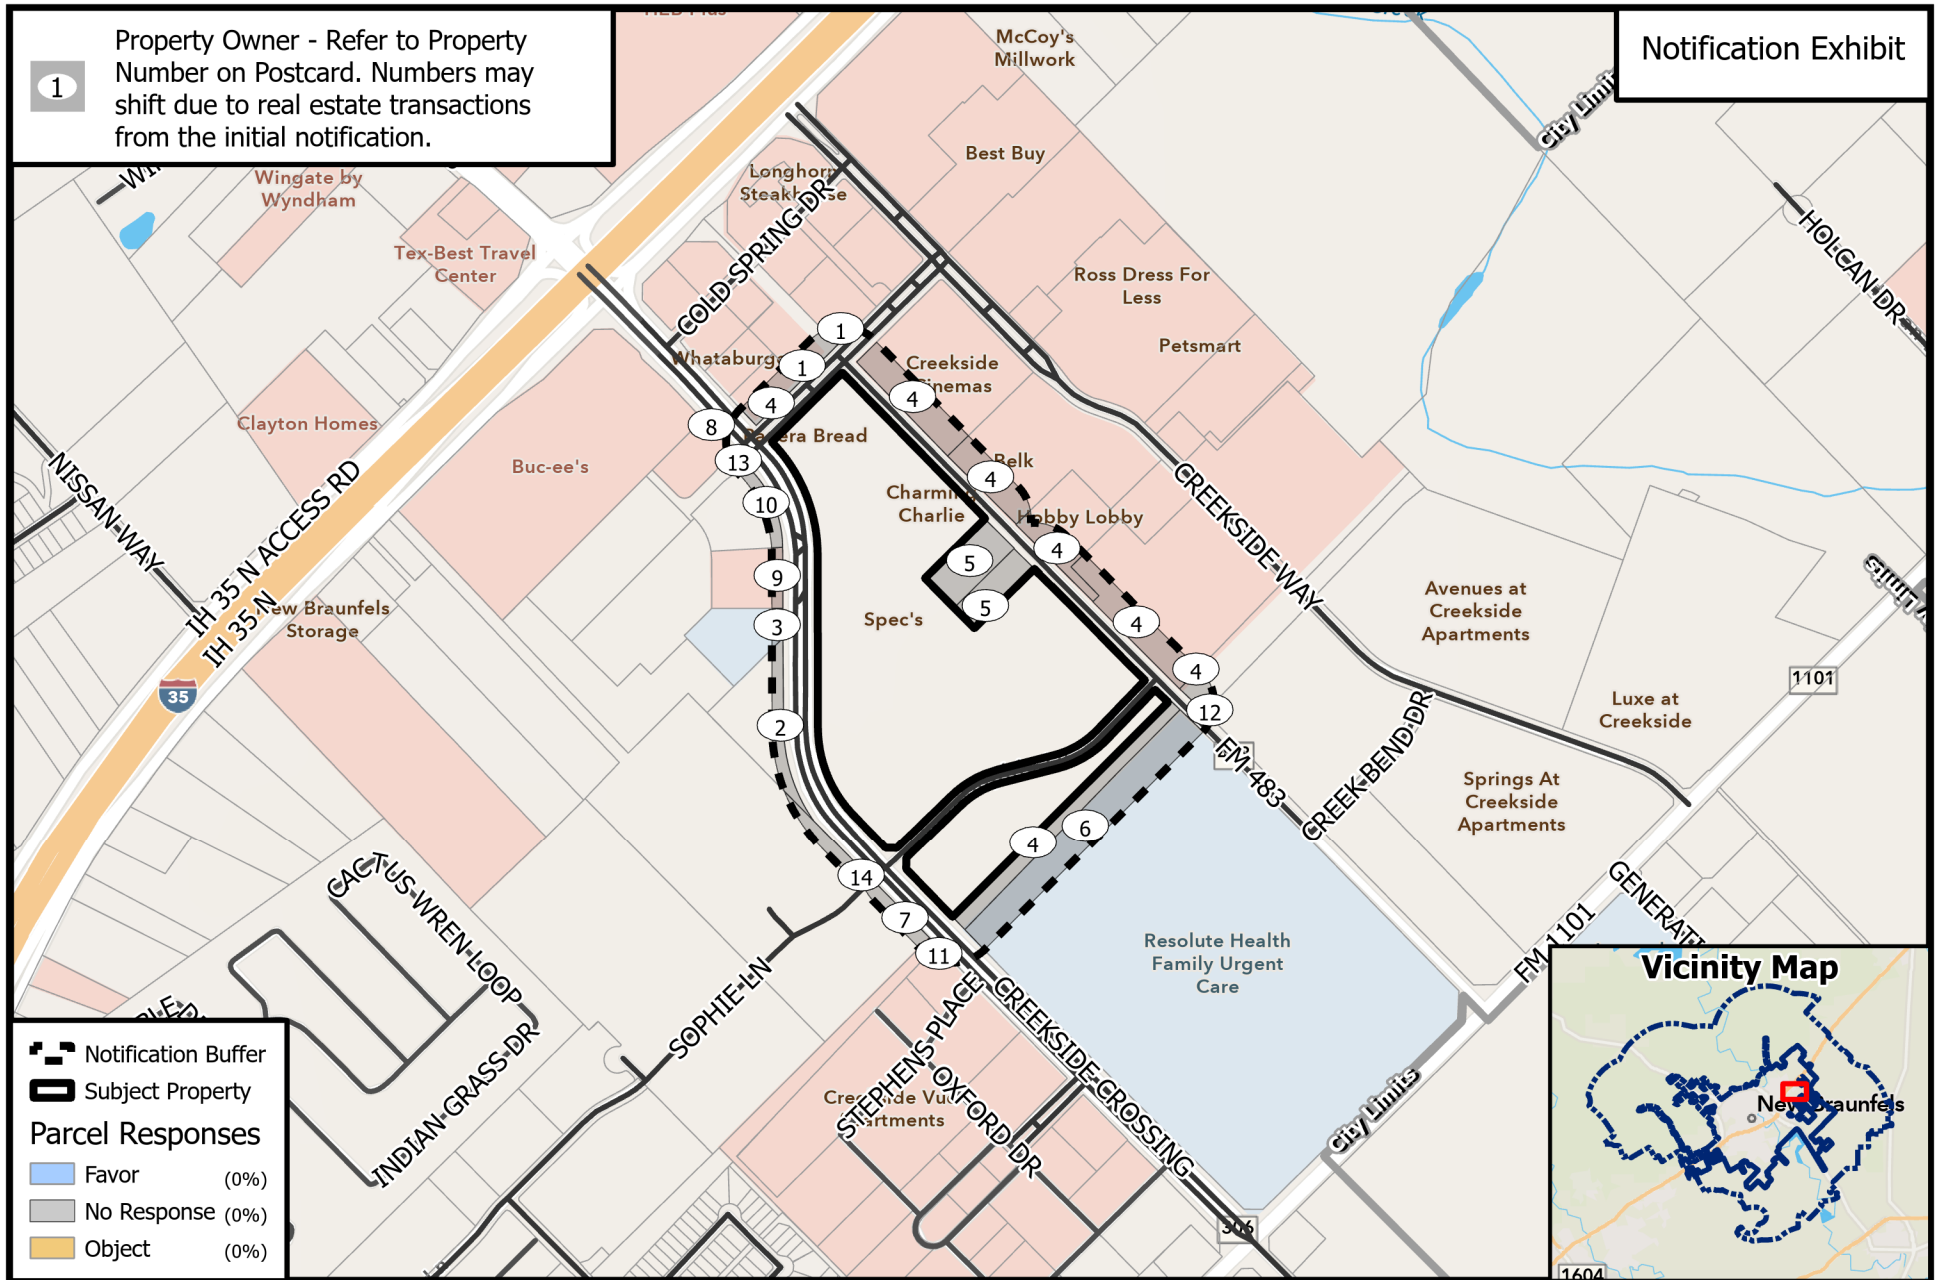 1
Property Owner - Refer to Property
Number on Postcard. Numbers may
shift due to real estate transactions
from the initial notification.
Notification Exhibit
McCoy's
Millwork
City Limit
Best Buy
Longhorn
Steakhouse
Wingate by
Wyndham
Tex-Best Travel
Center
COLD SPRING DR
HOLCAN DR
Ross Dress For
Less
Petsmart
Whataburg
Creekside
Cinemas
1
1
4
4
8
13
10
9
3
2
14
7
11
Clayton Homes
Buc-ee's
Panera Bread
Belk
4
Charming
Charlie
Hobby Lobby
4
5
5
4
4
12
Spec's
NISSAN WAY
IH 35 N ACCESS RD
IH 35 N
New Braunfels
Storage
35
CREEKSIDE WAY
Avenues at
Creekside
Apartments
1101
Luxe at
Creekside
City Limits
FM 483
CREEK BEND DR
Springs At
Creekside
Apartments
4
6
CACTUS WREN LOOP
INDIAN GRASS DR
SOPHIE LN
STEPHENS PLACE
OXFORD DR
CREEKSIDE CROSSING
Resolute Health
Family Urgent
Care
GENERATI
FM 1101
City Limits
306
Notification Buffer
Subject Property
Parcel Responses
Favor (0%)
No Response (0%)
Object (0%)
Vicinity Map
New Braunfels
1604